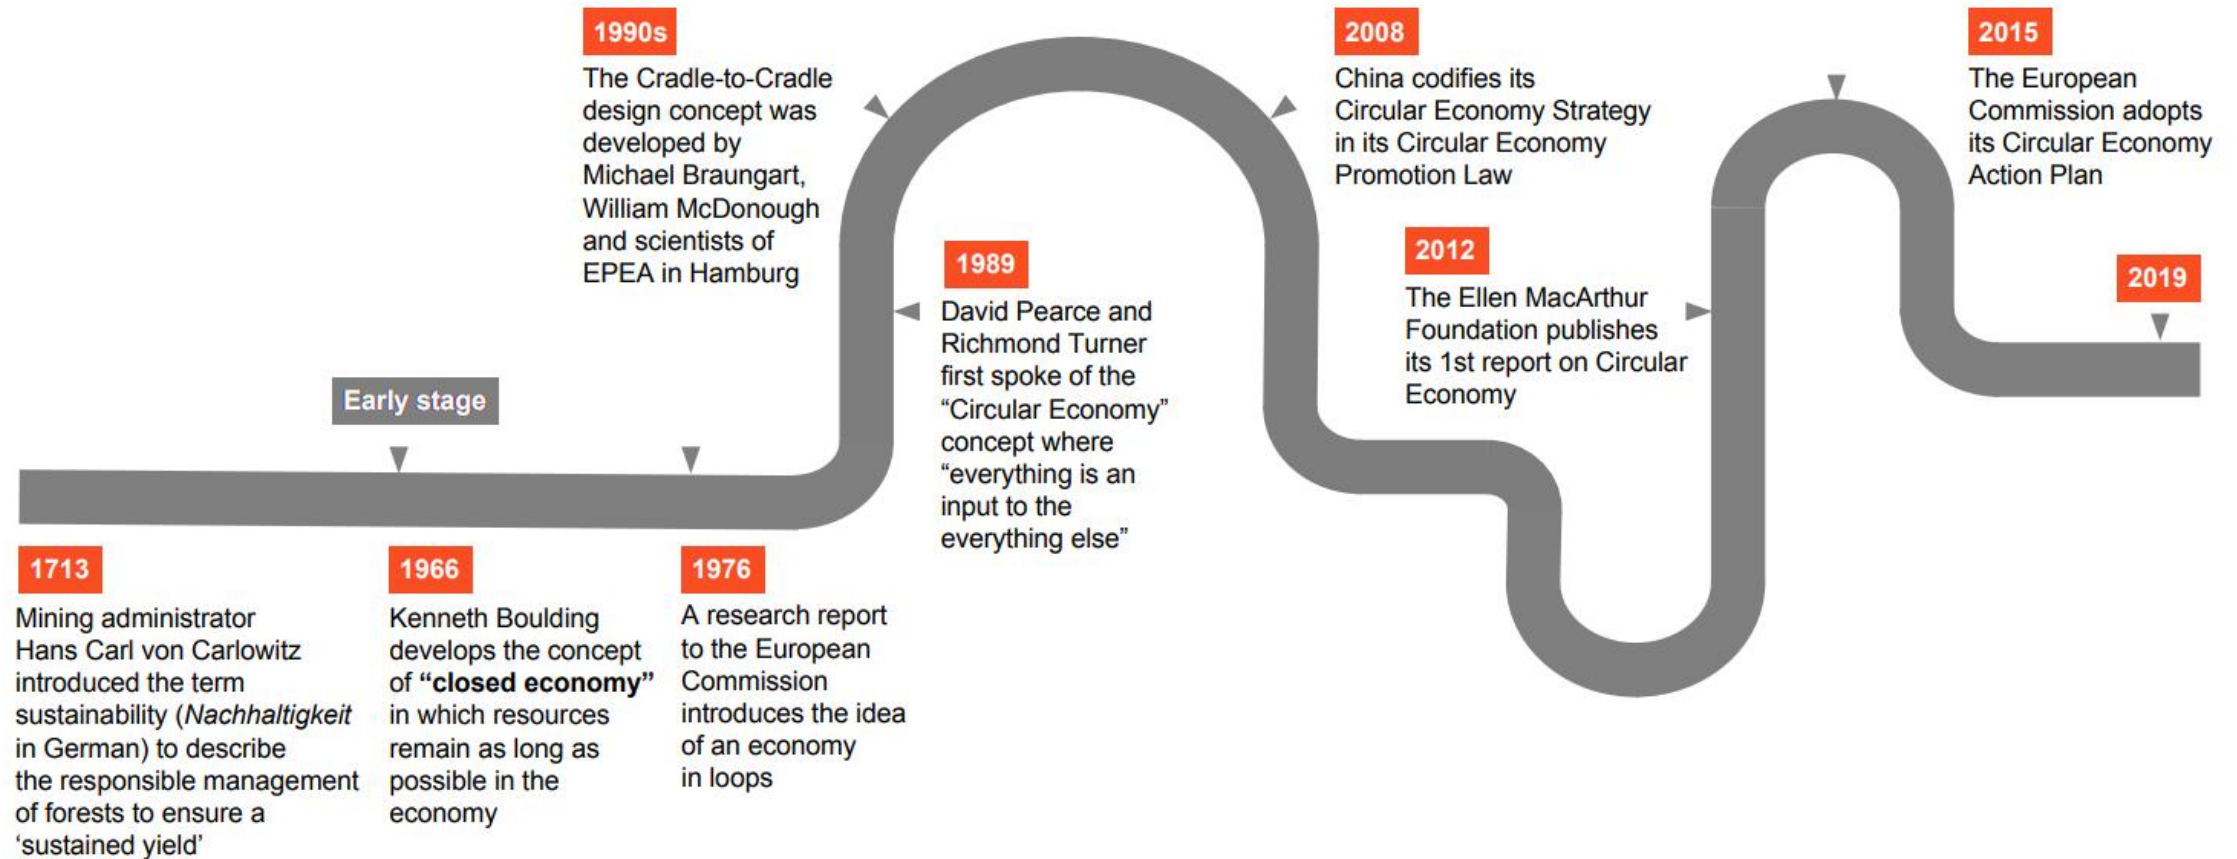 1990s
The Cradle-to-Cradle
design concept was
developed by
Michael Braungart,
William McDonough
and scientists of
EPEA in Hamburg
2008
China codifies its
Circular Economy Strategy
in its Circular Economy
Promotion Law
2015
The European
Commission adopts
its Circular Economy
Action Plan
1989
David Pearce and
Richmond Turner
first spoke of the
“Circular Economy”
concept where
“everything is an
input to the
everything else”
2012
The Ellen MacArthur
Foundation publishes
its 1st report on Circular
Economy
2019
Early stage
1713
Mining administrator
Hans Carl von Carlowitz
introduced the term
sustainability (Nachhaltigkeit
in German) to describe
the responsible management
of forests to ensure a
‘sustained yield’
1966
Kenneth Boulding
develops the concept
of “closed economy”
in which resources
remain as long as
possible in the
economy
1976
A research report
to the European
Commission
introduces the idea
of an economy
in loops